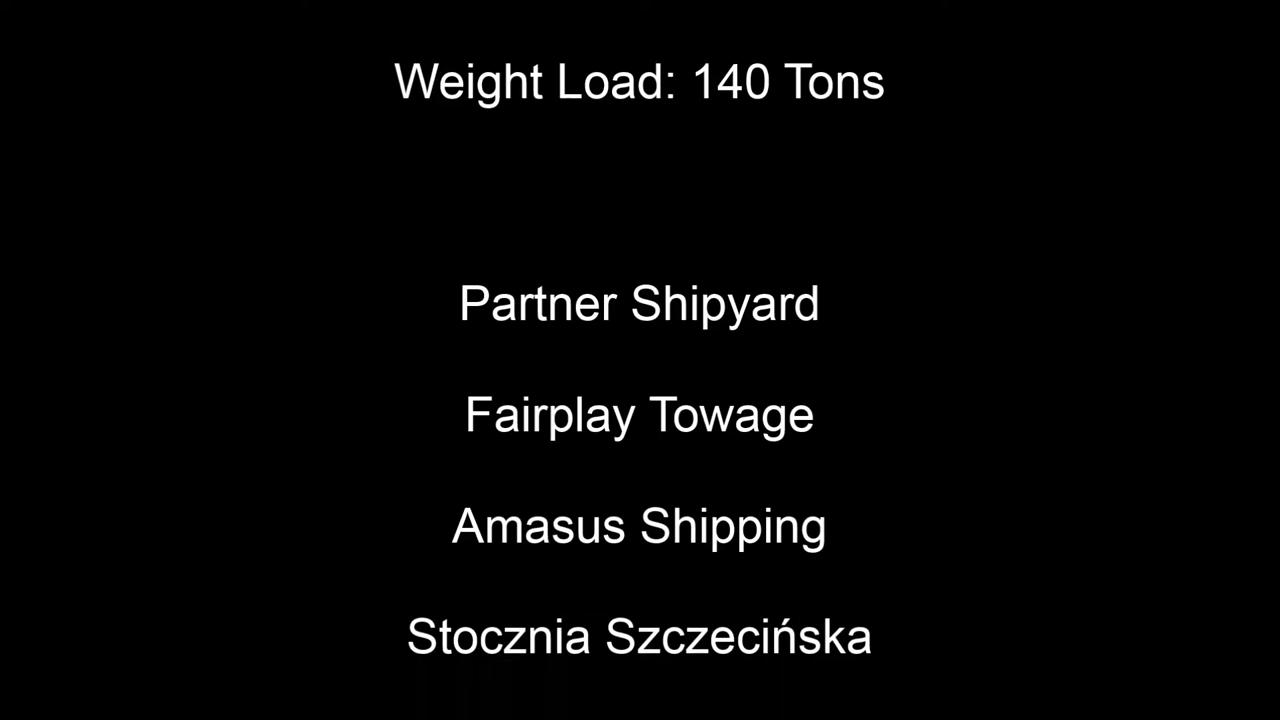 Weight Load: 140 Tons
Partner Shipyard
Fairplay Towage
Amasus Shipping
Stocznia Szczecińska